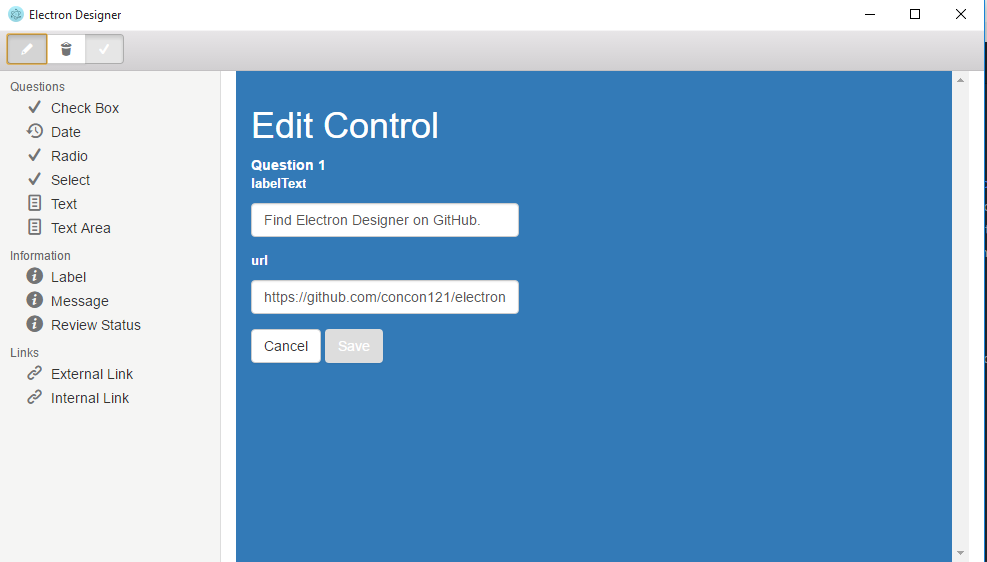 Electron Designer
Questions
Check Box
Date
Radio
Select
Text
Text Area
Information
Label
Message
Review Status
Links
External Link
Internal Link
Edit Control
Question 1
labelText
Find Electron Designer on GitHub.
url
https://github.com/concon121/electron
Cancel Save